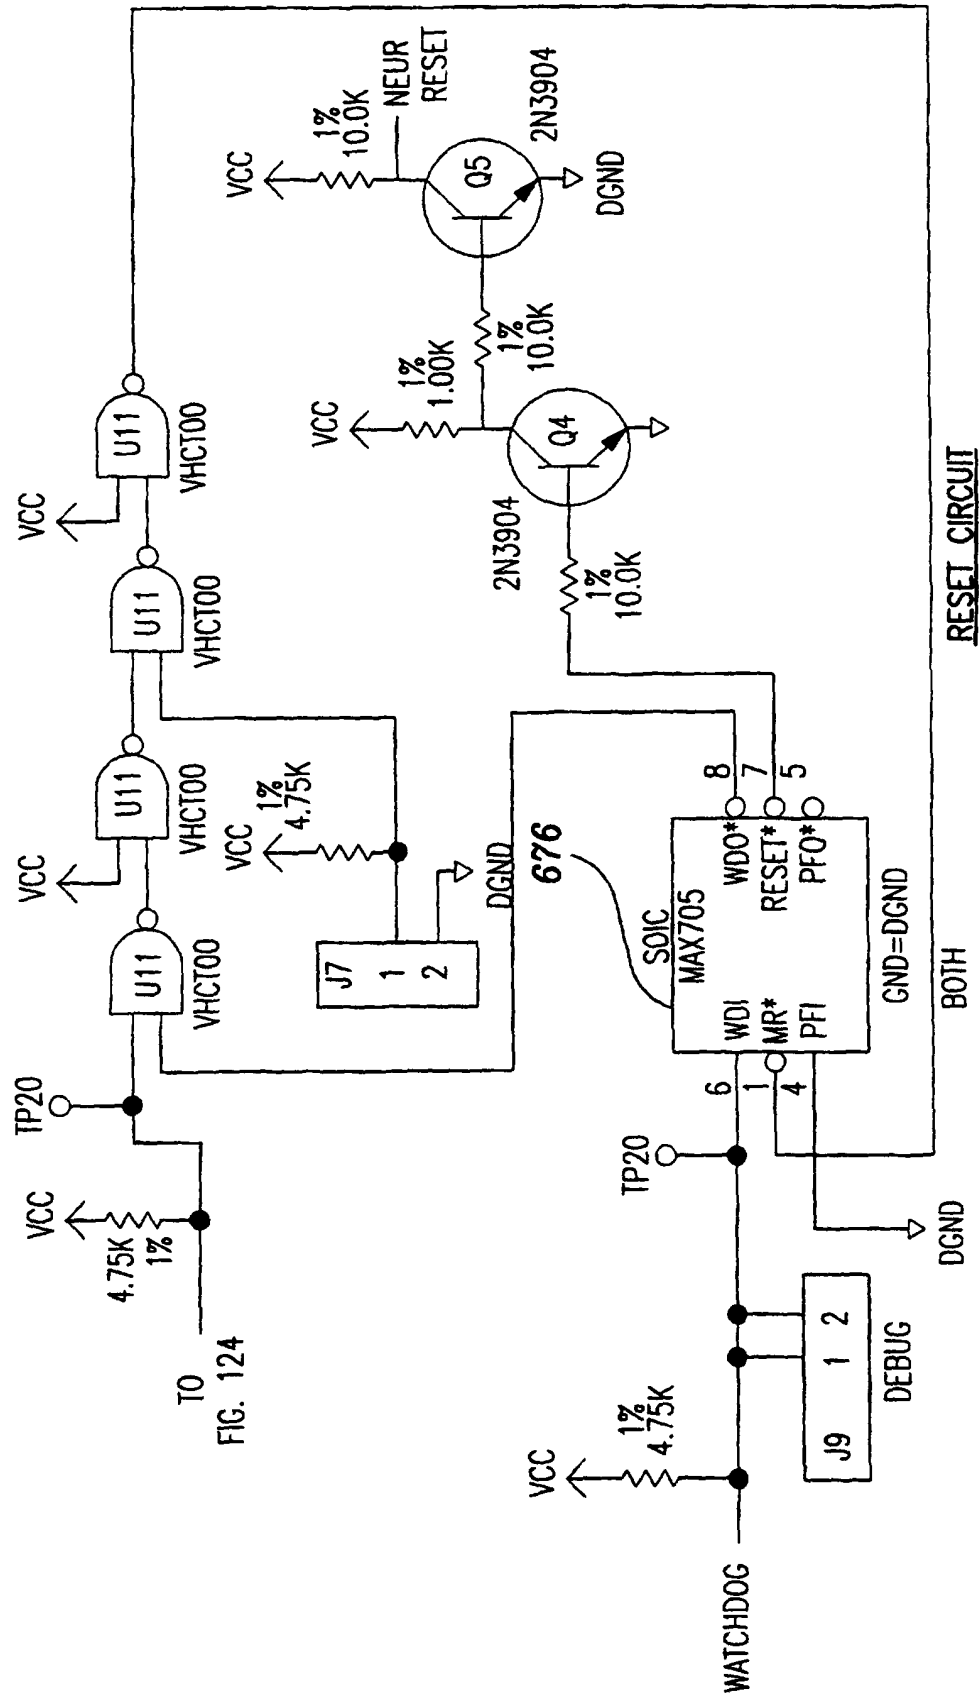 VCC
4.75K
1%
TO
FIG. 124
TP20
U11
VHCT00
VCC
U11
VHCT00
U11
VHCT00
VCC
U11
VHCT00
VCC
1%
4.75K
J7
1
2
DGND
VCC
1%
1.00K
1%
10.0K
2N3904
Q4
1%
10.0K
VCC
1%
10.0K
NEUR
RESET
Q5
2N3904
DGND
WATCHDOG
VCC
1%
4.75K
J9
1
2
DEBUG
TP20
6
1
4
DGND
676
SOIC
MAX705
WDI
MR*
PFI
WDO*
RESET*
PFO*
8
7
5
GND=DGND
BOTH
RESET CIRCUIT